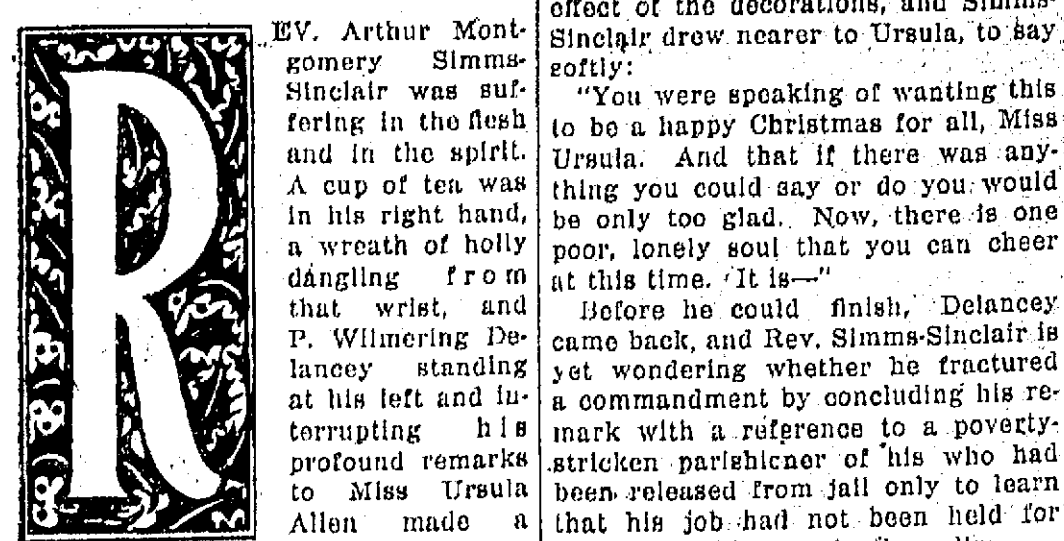 REV. Arthur Mont-
gomery Simms-
Sinclair was suf-
fering in the flesh
and in the spirit.
A cup of tea was
in his right hand,
a wreath of holly
dangling from
that wrist, and
P. Wilmering De-
lancey standing
at his left and in-
terrupting his
profound remarks
to Miss Ursula
Allen made a
effect of the decorations, and Simms-
Sinclair drew nearer to Ursula, to say
softly:
"You were speaking of wanting this
to be a happy Christmas for all, Miss
Ursula. And that if there was any-
thing you could say or do you would
be only too glad. Now, there is one
poor, lonely soul that you can cheer
at this time. It is—"
Before he could finish, Delancey
came back, and Rev. Simms-Sinclair is
yet wondering whether he fractured
a commandment by concluding his re-
mark with a reference to a poverty-
stricken parishioner of his who had
been released from jail only to learn
that his job had not been held for